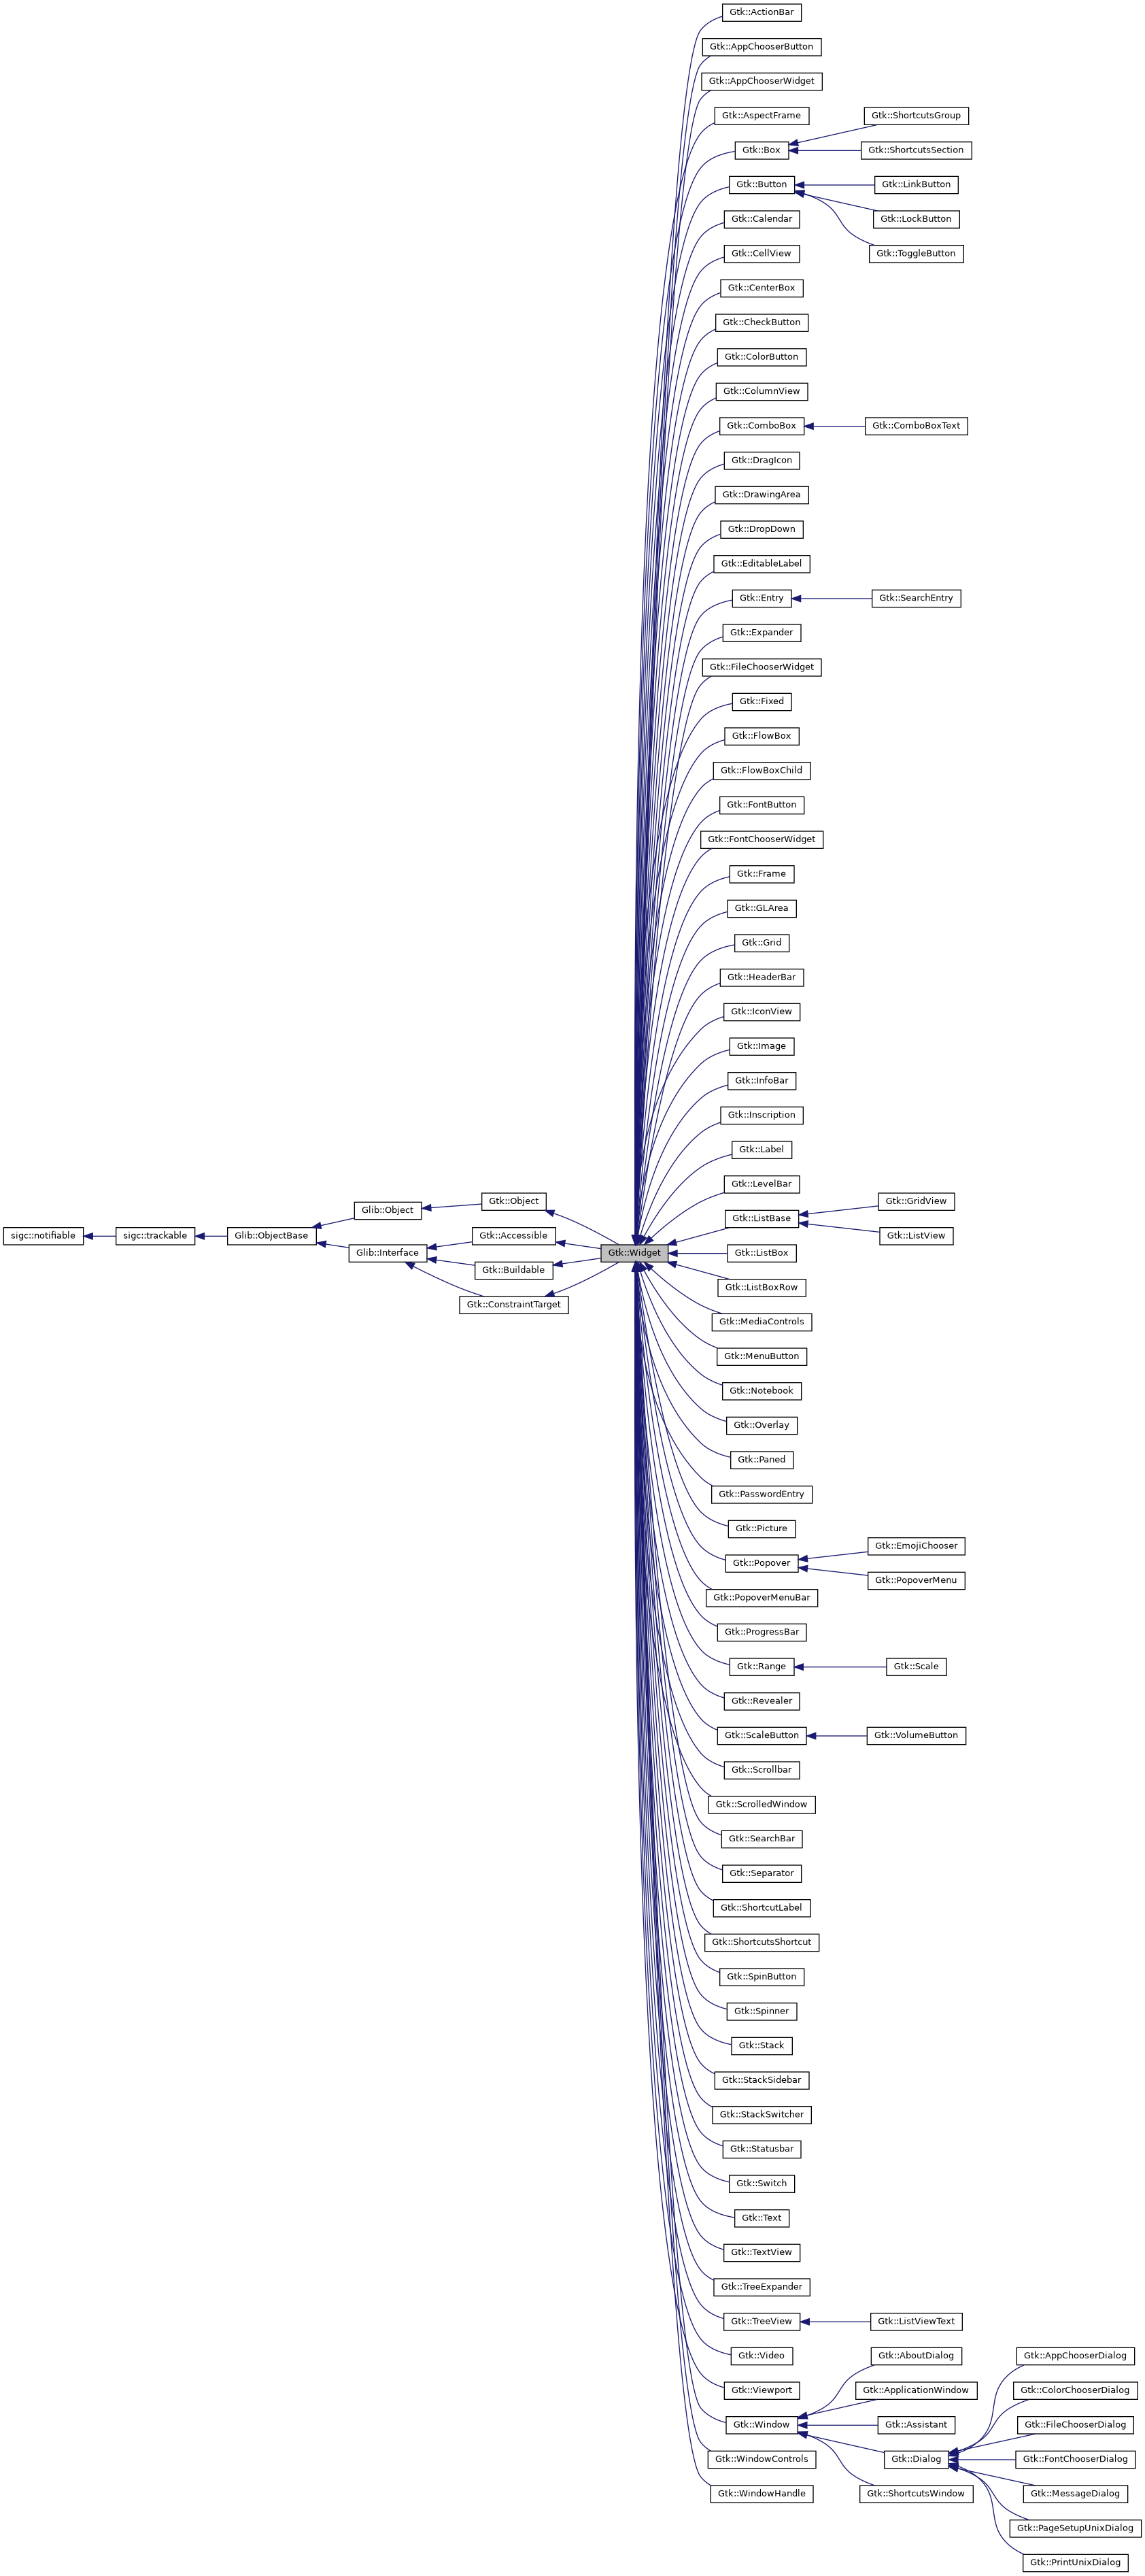 Gtk::ActionBar
Gtk::AppChooserButton
Gtk::AppChooserWidget
Gtk::AspectFrame
Gtk::ShortcutsGroup
Gtk::Box
Gtk::ShortcutsSection
Gtk::Button
Gtk::LinkButton
Gtk::Calendar
Gtk::LockButton
Gtk::CellView
Gtk::ToggleButton
Gtk::CenterBox
Gtk::CheckButton
Gtk::ColorButton
Gtk::ColumnView
Gtk::ComboBox
Gtk::ComboBoxText
Gtk::DragIcon
Gtk::DrawingArea
Gtk::DropDown
Gtk::EditableLabel
Gtk::Entry
Gtk::SearchEntry
Gtk::Expander
Gtk::FileChooserWidget
Gtk::Fixed
Gtk::FlowBox
Gtk::FlowBoxChild
Gtk::FontButton
Gtk::FontChooserWidget
Gtk::Frame
Gtk::GLArea
Gtk::Grid
Gtk::HeaderBar
Gtk::IconView
Gtk::Image
Gtk::InfoBar
Gtk::Inscription
Gtk::Label
Gtk::LevelBar
Gtk::Object
Gtk::GridView
Glib::Object
Gtk::ListBase
sigc::notifiable
sigc::trackable
Glib::ObjectBase
Gtk::Accessible
Gtk::ListView
Glib::Interface
Gtk::Widget
Gtk::ListBox
Gtk::Buildable
Gtk::ListBoxRow
Gtk::ConstraintTarget
Gtk::MediaControls
Gtk::MenuButton
Gtk::Notebook
Gtk::Overlay
Gtk::Paned
Gtk::PasswordEntry
Gtk::Picture
Gtk::EmojiChooser
Gtk::Popover
Gtk::PopoverMenu
Gtk::PopoverMenuBar
Gtk::ProgressBar
Gtk::Range
Gtk::Scale
Gtk::Revealer
Gtk::ScaleButton
Gtk::VolumeButton
Gtk::Scrollbar
Gtk::ScrolledWindow
Gtk::SearchBar
Gtk::Separator
Gtk::ShortcutLabel
Gtk::ShortcutsShortcut
Gtk::SpinButton
Gtk::Spinner
Gtk::Stack
Gtk::StackSidebar
Gtk::StackSwitcher
Gtk::Statusbar
Gtk::Switch
Gtk::Text
Gtk::TextView
Gtk::TreeExpander
Gtk::TreeView
Gtk::ListViewText
Gtk::Video
Gtk::AboutDialog
Gtk::AppChooserDialog
Gtk::Viewport
Gtk::ApplicationWindow
Gtk::ColorChooserDialog
Gtk::Window
Gtk::Assistant
Gtk::FileChooserDialog
Gtk::WindowControls
Gtk::Dialog
Gtk::FontChooserDialog
Gtk::WindowHandle
Gtk::ShortcutsWindow
Gtk::MessageDialog
Gtk::PageSetupUnixDialog
Gtk::PrintUnixDialog